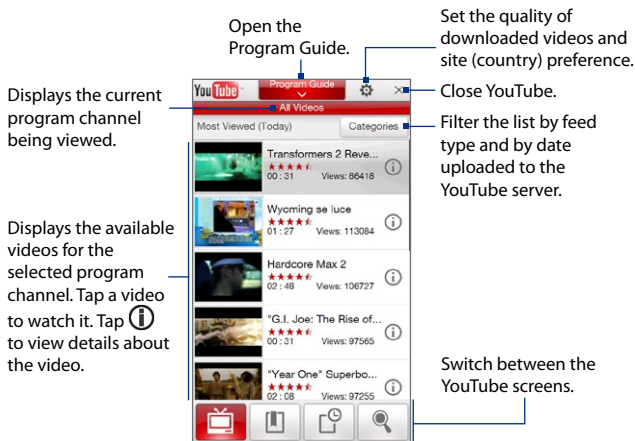 Open the
Program Guide.
Set the quality of
downloaded videos and
site (country) preference.
Close YouTube.
Filter the list by feed
type and by date
uploaded to the
YouTube server.
Displays the current
program channel
being viewed.
Displays the available
videos for the
selected program
channel. Tap a video
to watch it. Tap ⓘ
to view details about
the video.
You Tube
Program Guide
All Videos
Most Viewed (Today)
Categories
Transformers 2 Reve...
00 : 31 Views: 86418
Wyoming se luce
01 : 27 Views: 113084
Hardcore Max 2
02 : 48 Views: 106727
"G.I. Joe: The Rise of...
00 : 31 Views: 97565
"Year One" Superbo...
02 : 08 Views: 97255
Switch between the
YouTube screens.